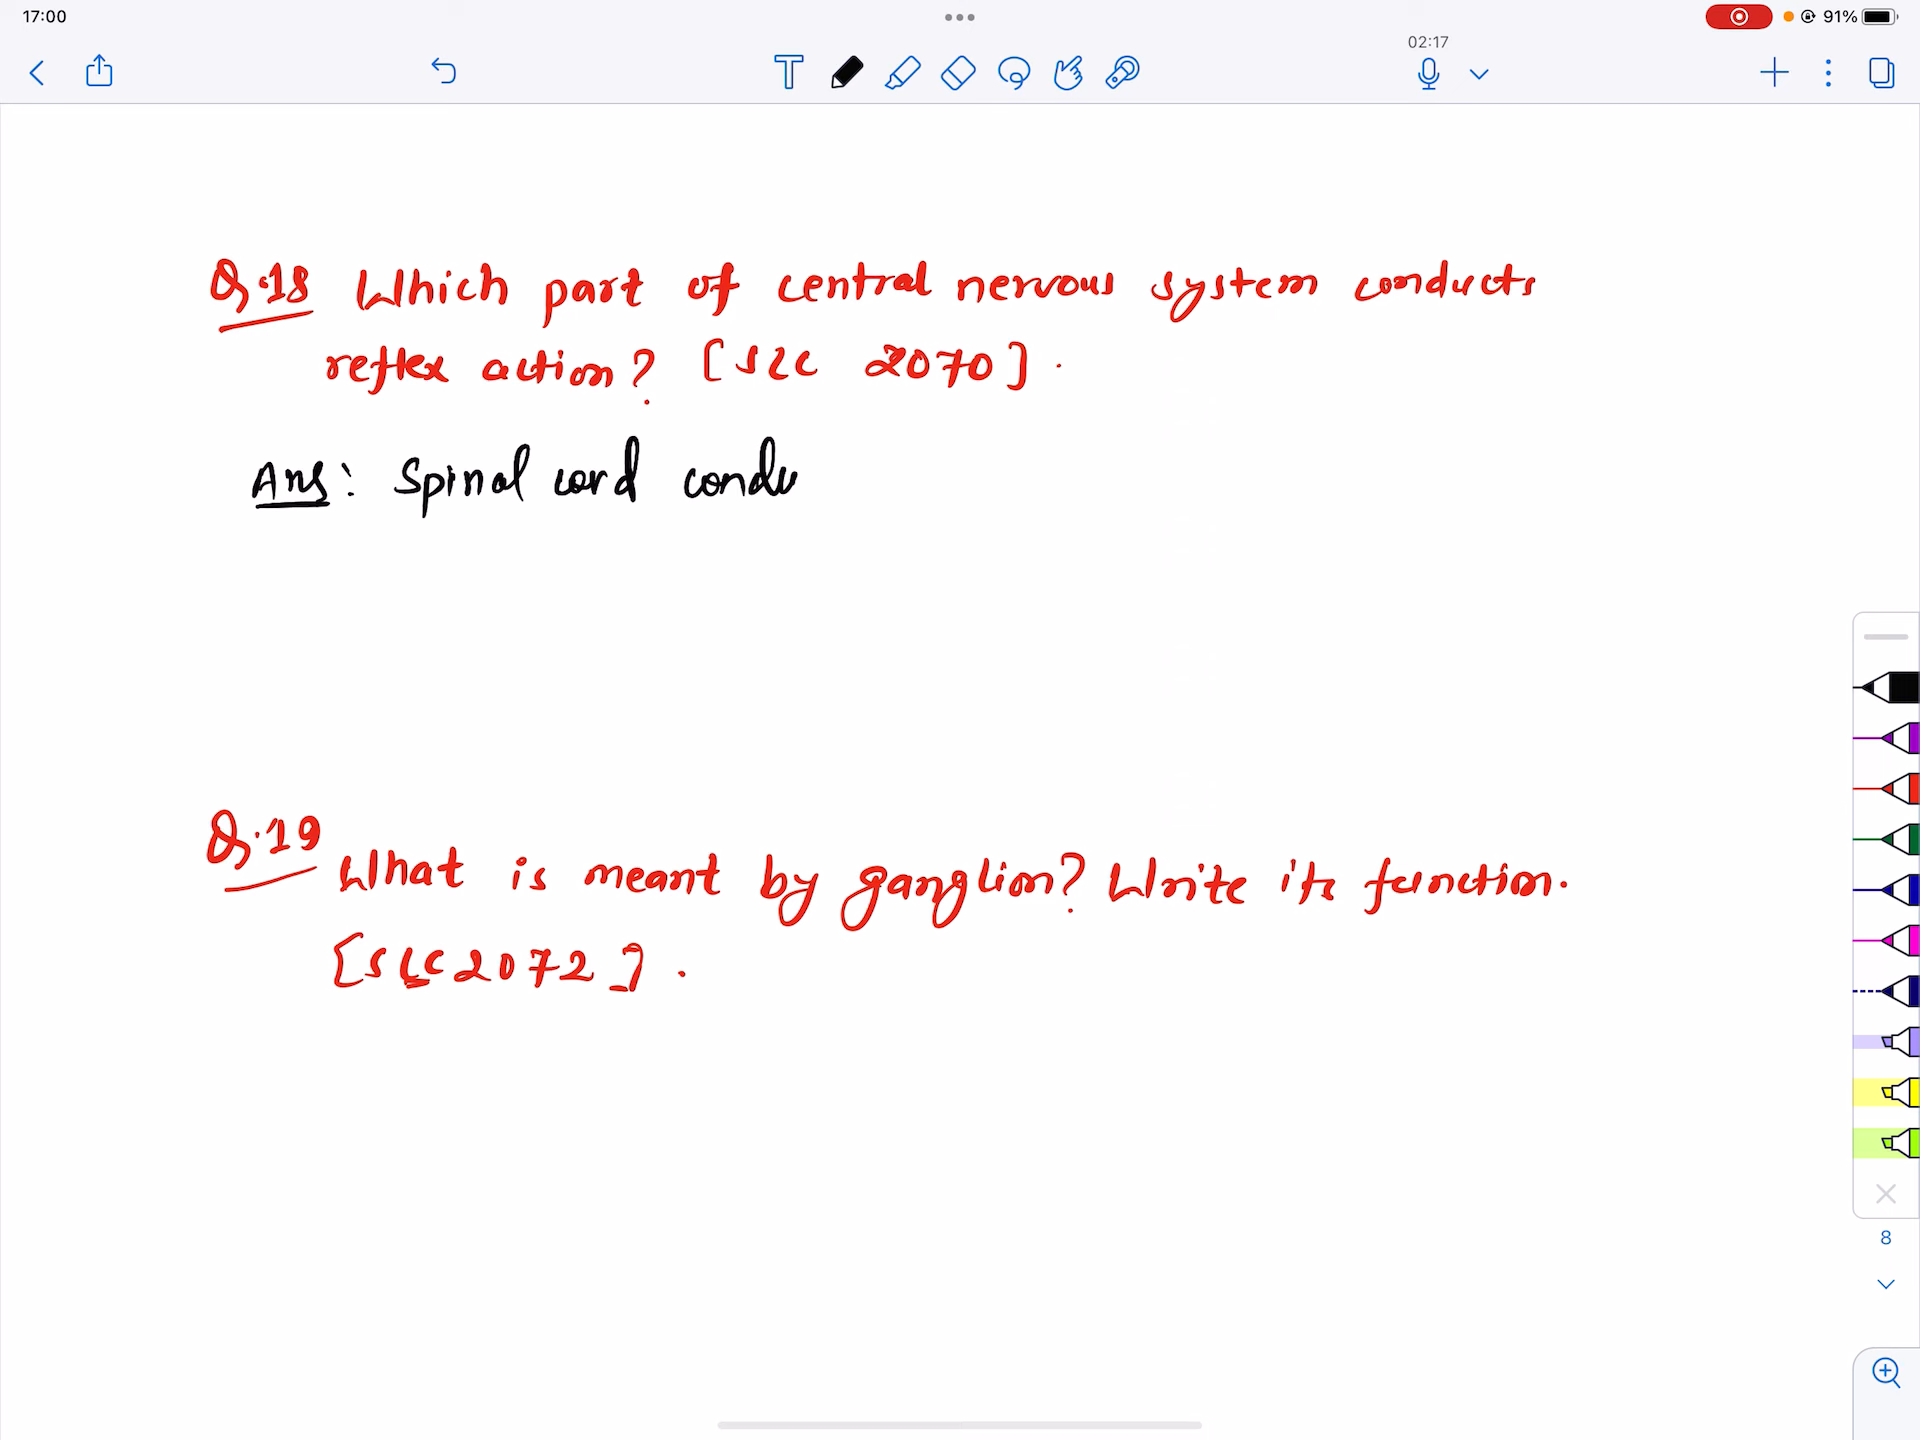 17:00
91%
02:17
Q.18 Which part of central nervous system conducts
reflex action? [SLC 2070].
Ans: Spinal cord condu
Q.19 What is meant by ganglion? Write its function.
[SLC 2072].
8